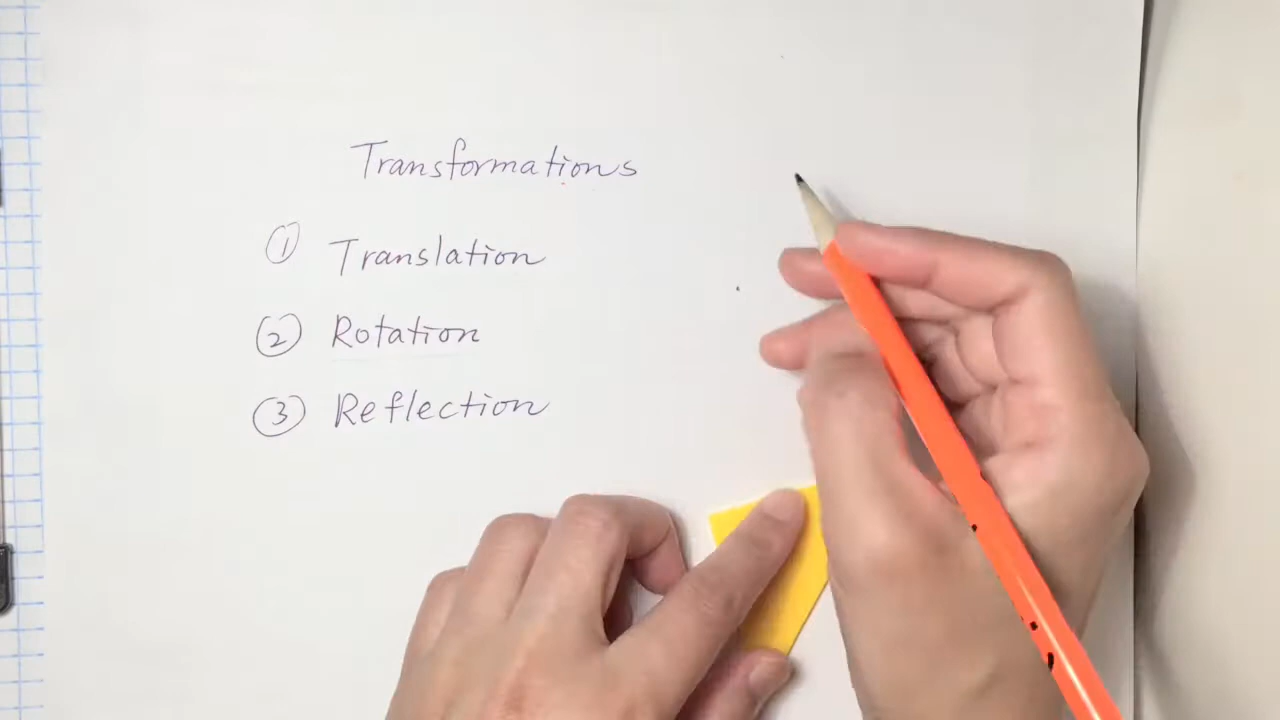 Transformations
① Translation
② Rotation
③ Reflection